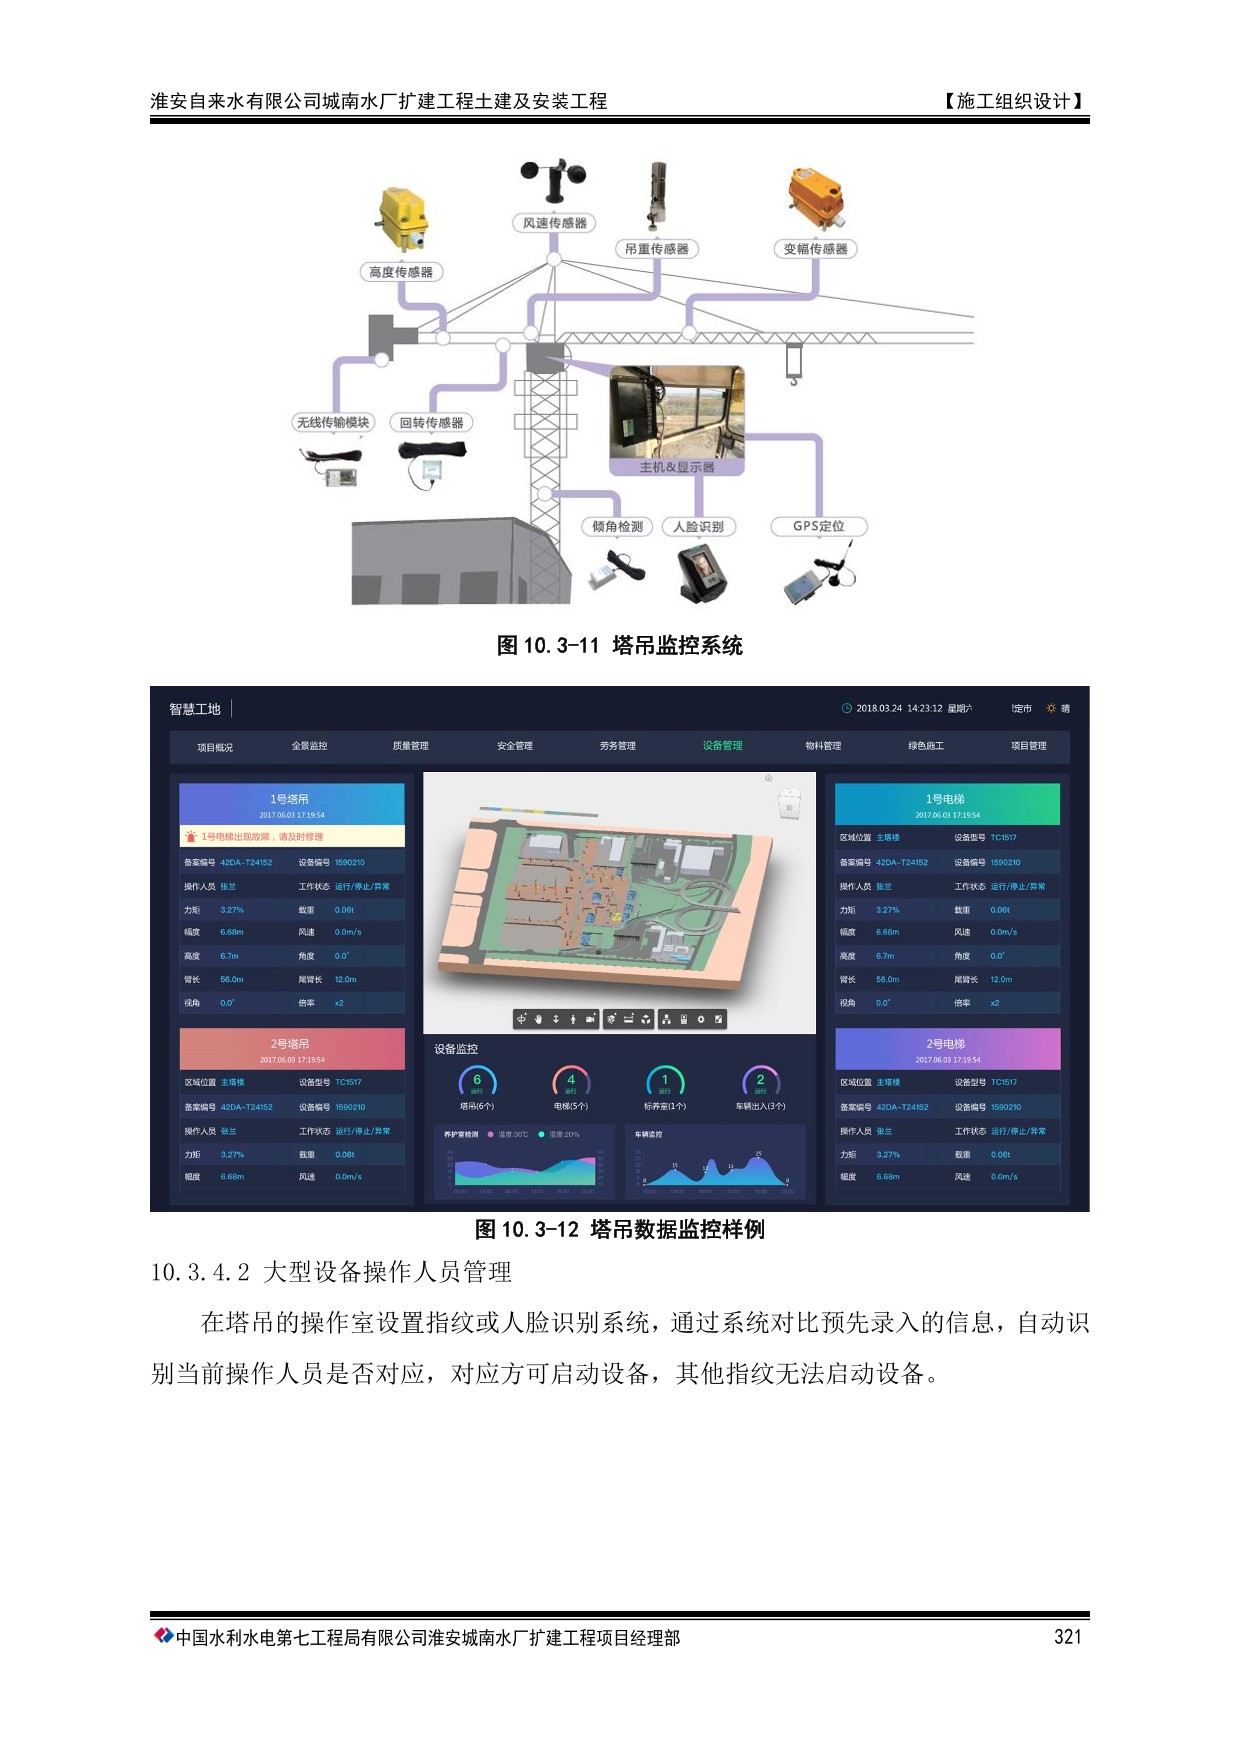 淮安自来水有限公司城南水厂扩建工程土建及安装工程 【施工组织设计】
风速传感器
吊重传感器 变幅传感器
高度传感器
无线传输模块 回转传感器
主机&显示器
倾角检测 人脸识别 GPS定位
图 10.3-11 塔吊监控系统
智慧工地 2018.03.24 14:23:12 星期六 定市 晴
项目概况 全景监控 质量管理 安全管理 劳务管理 设备管理 物料管理 绿色施工 项目管理
1号塔吊
2017.06.03 17:19:54
1号电梯出现故障，请及时修理
备案编号 42DA-T24152 设备编号 1590210
操作人员 张兰 工作状态 运行/停止/异常
力矩 3.27% 载重 0.06t
幅度 6.68m 风速 0.0m/s
高度 6.7m 角度 0.0°
臂长 56.0m 尾臂长 12.0m
视角 0.0° 倍率 x2
2号塔吊
2017.06.03 17:19:54
区域位置 主塔楼 设备型号 TC1517
备案编号 42DA-T24152 设备编号 1590210
操作人员 张兰 工作状态 运行/停止/异常
力矩 3.27% 载重 0.06t
幅度 6.68m 风速 0.0m/s
设备监控
6 4 1 2
运行 运行 运行 运行
塔吊(6个) 电梯(5个) 标养室(1个) 车辆出入(3个)
养护室检测 温度:30℃ 湿度:20% 车辆监控
0 15 12 13 25 0
1号电梯
2017.06.03 17:19:54
区域位置 主塔楼 设备型号 TC1517
备案编号 42DA-T24152 设备编号 1590210
操作人员 张兰 工作状态 运行/停止/异常
力矩 3.27% 载重 0.06t
幅度 6.68m 风速 0.0m/s
高度 6.7m 角度 0.0°
臂长 56.0m 尾臂长 12.0m
视角 0.0° 倍率 x2
2号电梯
2017.06.03 17:19:54
区域位置 主塔楼 设备型号 TC1517
备案编号 42DA-T24152 设备编号 1590210
操作人员 张兰 工作状态 运行/停止/异常
力矩 3.27% 载重 0.06t
幅度 6.68m 风速 0.0m/s
图 10.3-12 塔吊数据监控样例
10.3.4.2 大型设备操作人员管理
在塔吊的操作室设置指纹或人脸识别系统，通过系统对比预先录入的信息，自动识
别当前操作人员是否对应，对应方可启动设备，其他指纹无法启动设备。
中国水利水电第七工程局有限公司淮安城南水厂扩建工程项目经理部 321